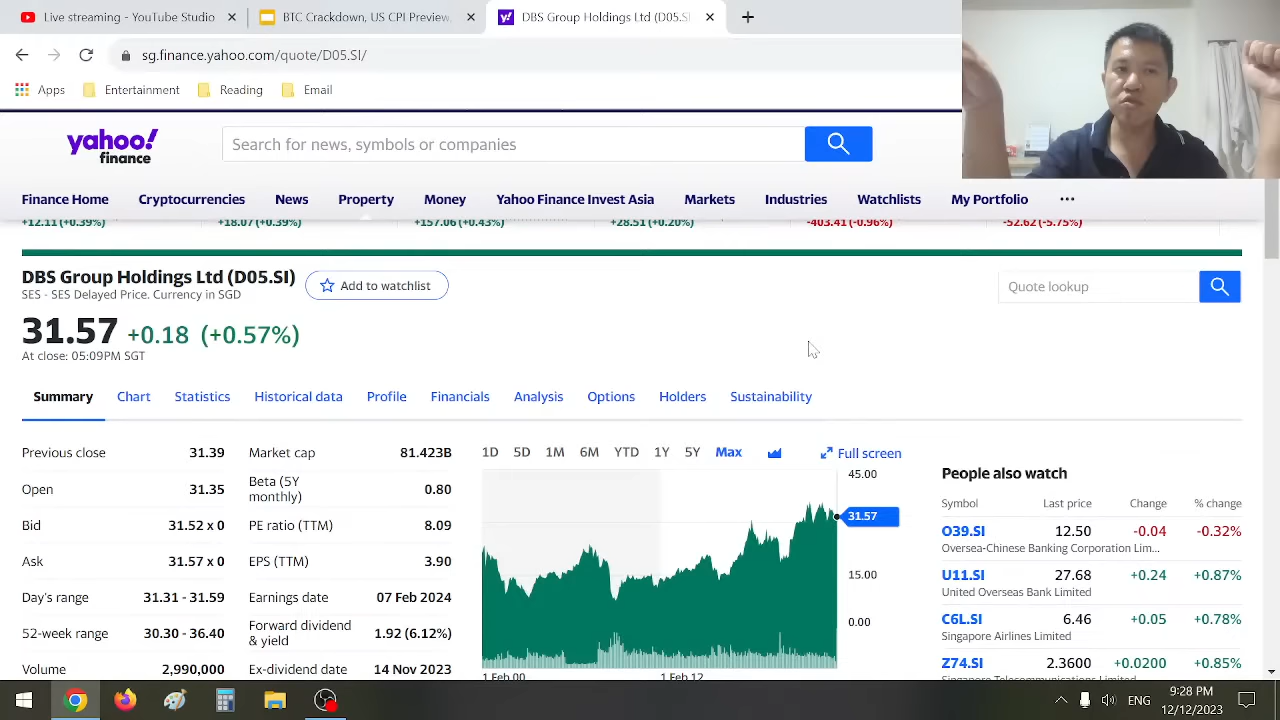 Live streaming - YouTube Studio
BTC Crackdown, US CPI Preview
DBS Group Holdings Ltd (D05.SI
sg.finance.yahoo.com/quote/D05.SI/
Apps Entertainment Reading Email
yahoo!
finance
Search for news, symbols or companies
Finance Home Cryptocurrencies News Property Money Yahoo Finance Invest Asia Markets Industries Watchlists My Portfolio
+12.11(+0.39%) +18.07(+0.39%) +157.06(+0.43%) +28.51(+0.20%) -403.41(-0.96%) -52.62(-5.75%)
DBS Group Holdings Ltd (D05.SI)
Add to watchlist
SES - SES Delayed Price. Currency in SGD
Quote lookup
31.57 +0.18 (+0.57%)
At close: 05:09PM SGT
Summary Chart Statistics Historical data Profile Financials Analysis Options Holders Sustainability
Previous close 31.39
Open 31.35
Bid 31.52 x 0
Ask 31.57 x 0
Day's range 31.31 - 31.59
52-week range 30.30 - 36.40
Volume 2,990,000
Market cap 81.423B
Beta (5Y
monthly) 0.80
PE ratio (TTM) 8.09
EPS (TTM) 3.90
Earnings date 07 Feb 2024
Forward dividend
& yield 1.92 (6.12%)
Ex-dividend date 14 Nov 2023
1D 5D 1M 6M YTD 1Y 5Y Max Full screen
45.00
31.57
15.00
0.00
1 Feb 00 1 Feb 12
People also watch
Symbol Last price Change % change
O39.SI 12.50 -0.04 -0.32%
Oversea-Chinese Banking Corporation Lim...
U11.SI 27.68 +0.24 +0.87%
United Overseas Bank Limited
C6L.SI 6.46 +0.05 +0.78%
Singapore Airlines Limited
Z74.SI 2.3600 +0.0200 +0.85%
Singapore Telecommunications Limited
ENG
9:28 PM
12/12/2023